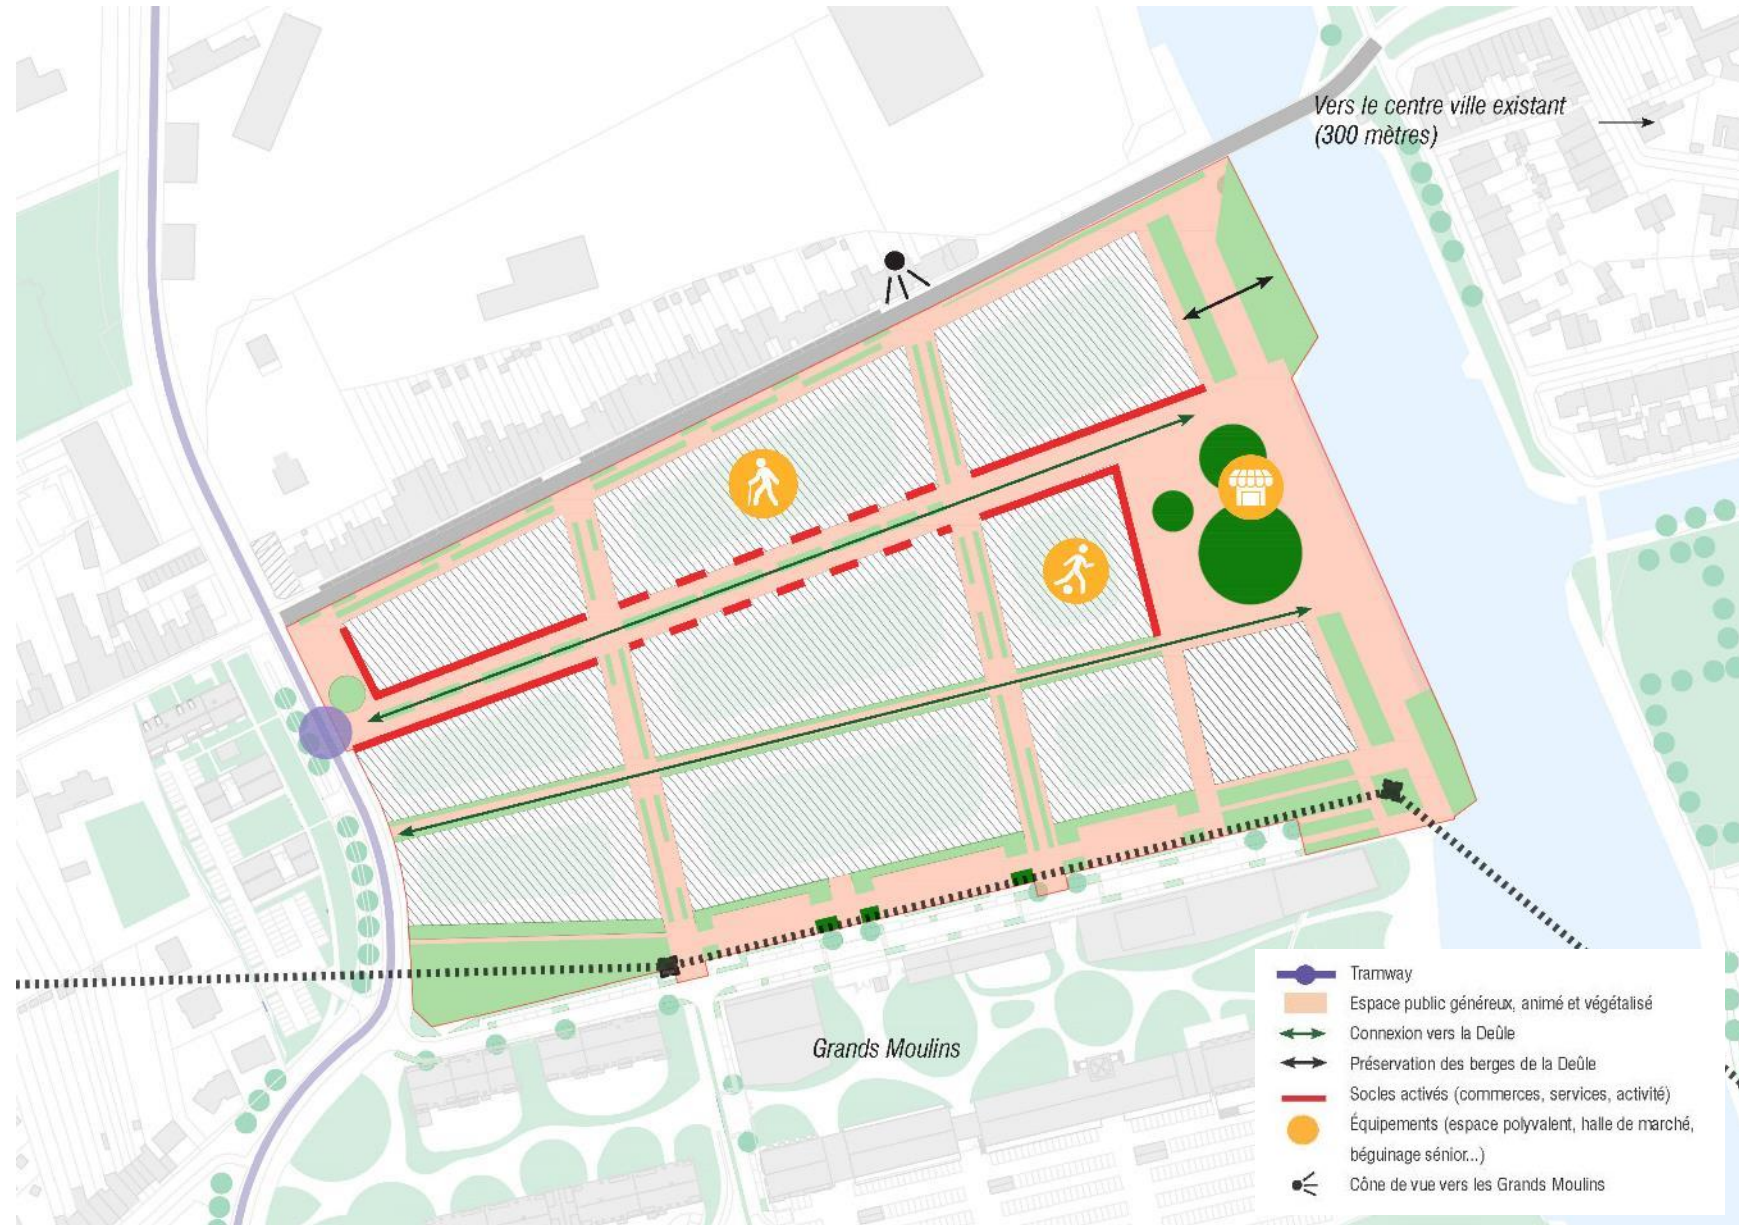 Vers le centre ville existant
(300 mètres)
Grands Moulins
Tramway
Espace public généreux, animé et végétalisé
Connexion vers la Deûle
Préservation des berges de la Deûle
Socles activés (commerces, services, activité)
Équipements (espace polyvalent, halle de marché,
béguinage sénior...)
Cône de vue vers les Grands Moulins